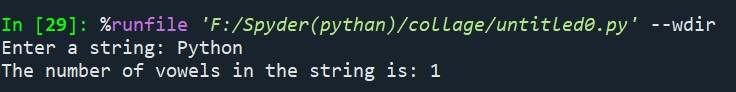 In [29]: %runfile 'F:/Spyder(pythan)/collage/untitled0.py' --wdir
Enter a string: Python
The number of vowels in the string is: 1